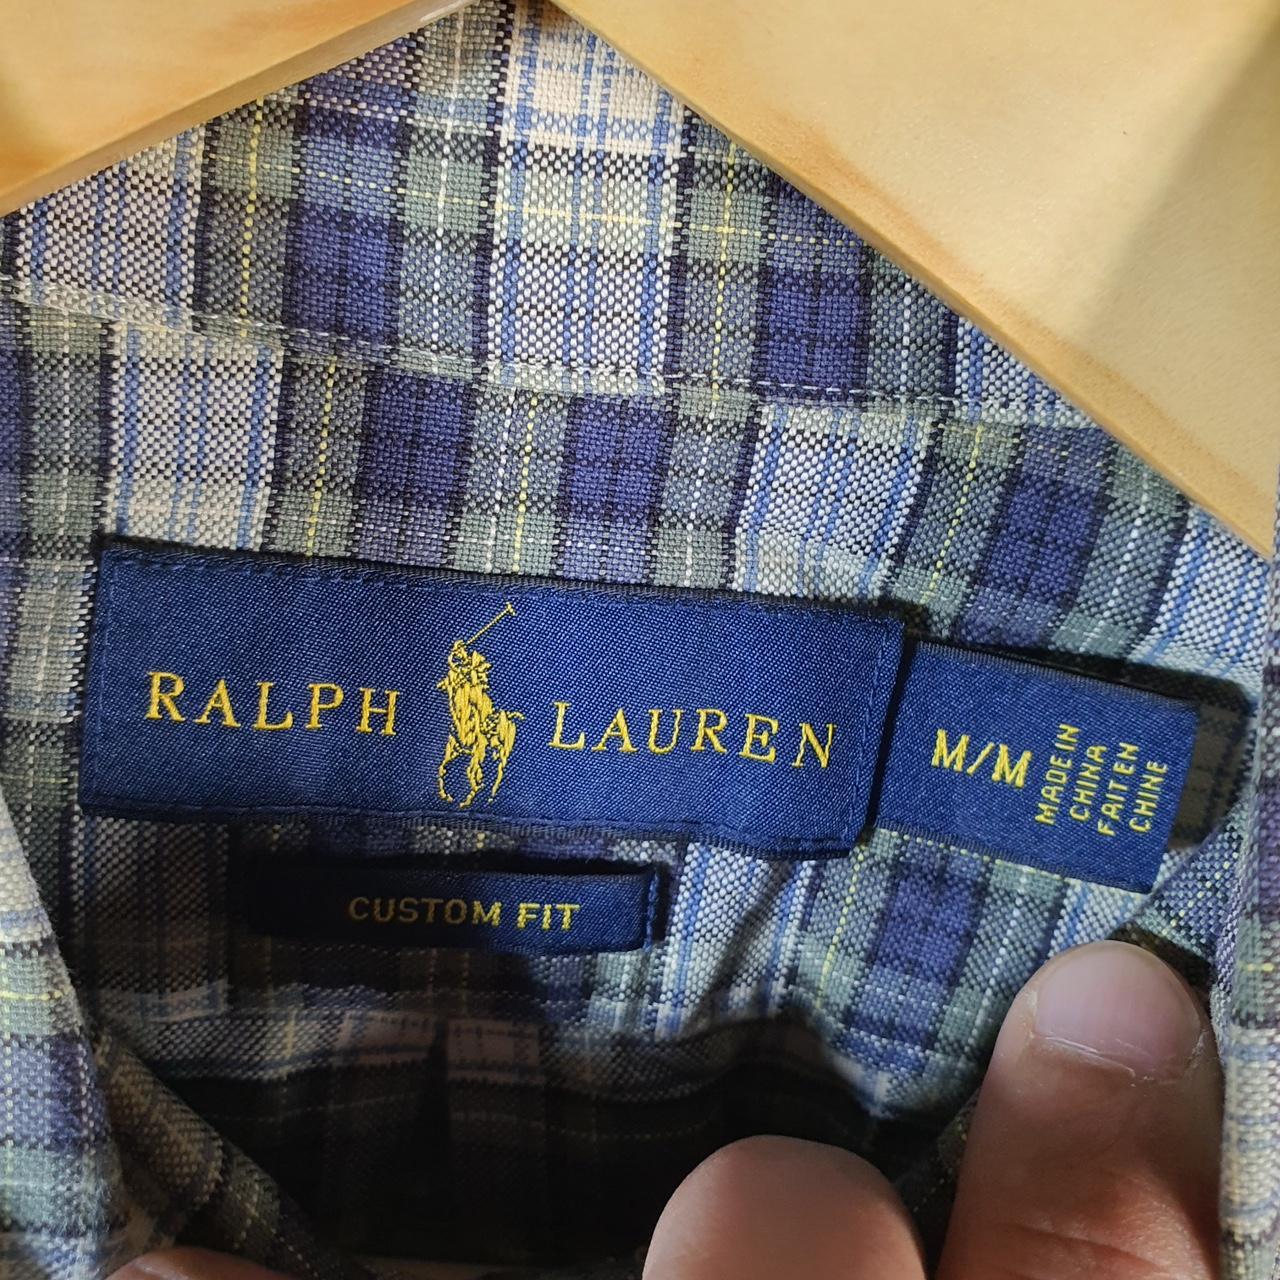 RALPH LAUREN
M/M
MADE IN
CHINA
FAIT EN
CHINE
CUSTOM FIT